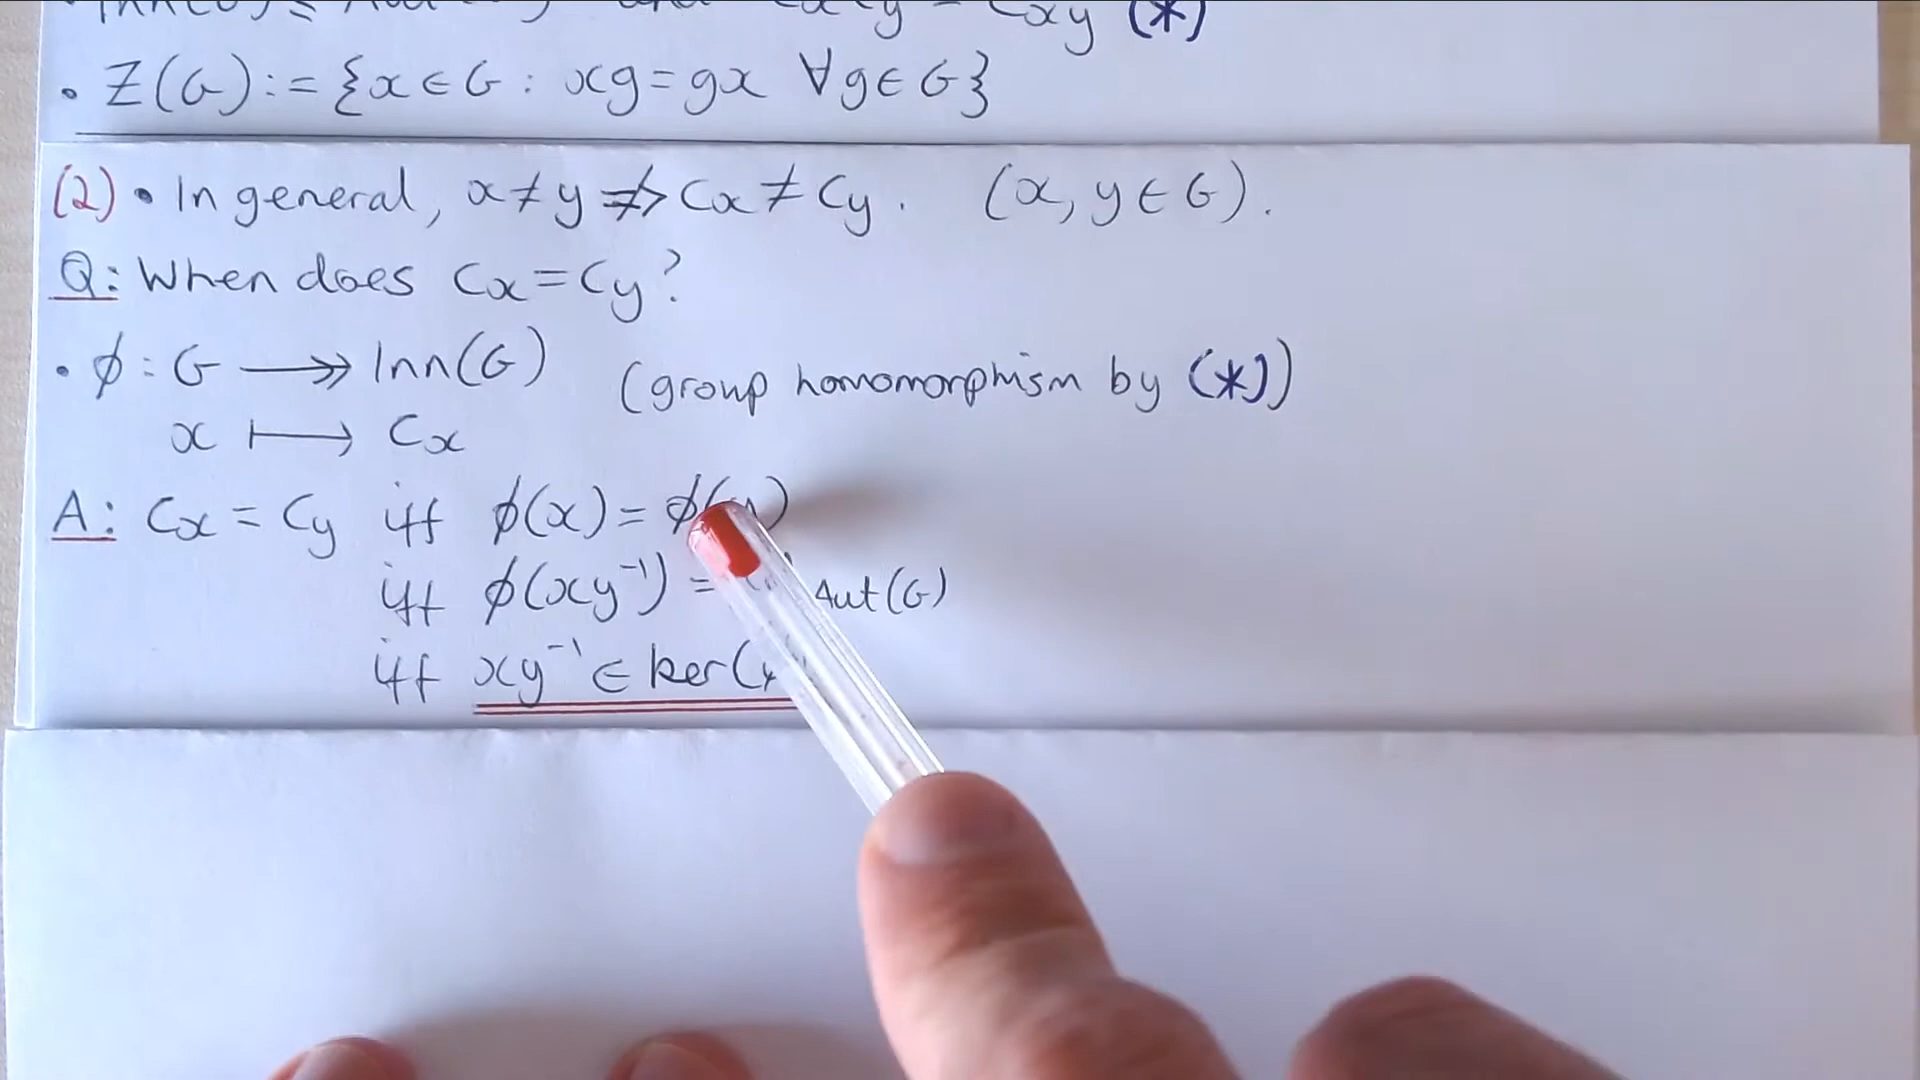 (*)
• Z(G) := {x ∈ G : xg = gx ∀g ∈ G}
(2) • In general, x ≠ y ⇏ Cx ≠ Cy. (x, y ∈ G).
Q: When does Cx = Cy?
• ϕ : G ↠ Inn(G) (group homomorphism by (*))
x ⟼ Cx
A: Cx = Cy iff ϕ(x) = ϕ(
iff ϕ(xy⁻¹) = Aut(G)
iff xy⁻¹ ∈ ker(